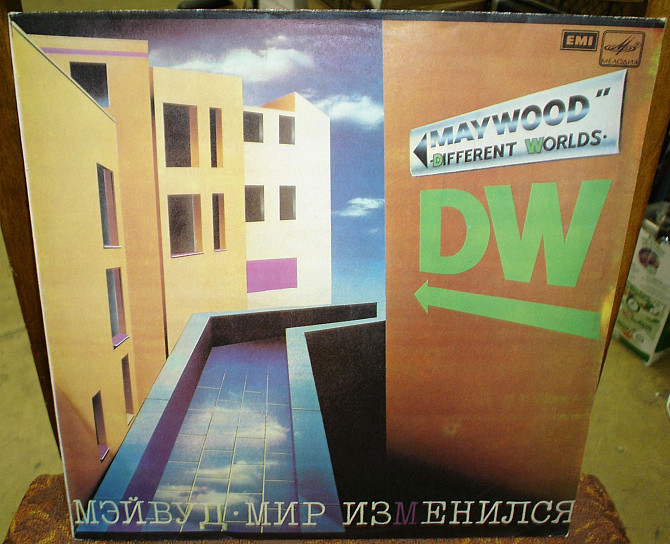 EMI
МЕЛОДИЯ
MAYWOOD"
·DIFFERENT WORLDS·
DW
МЭЙВУД·МИР ИЗМЕНИЛСЯ